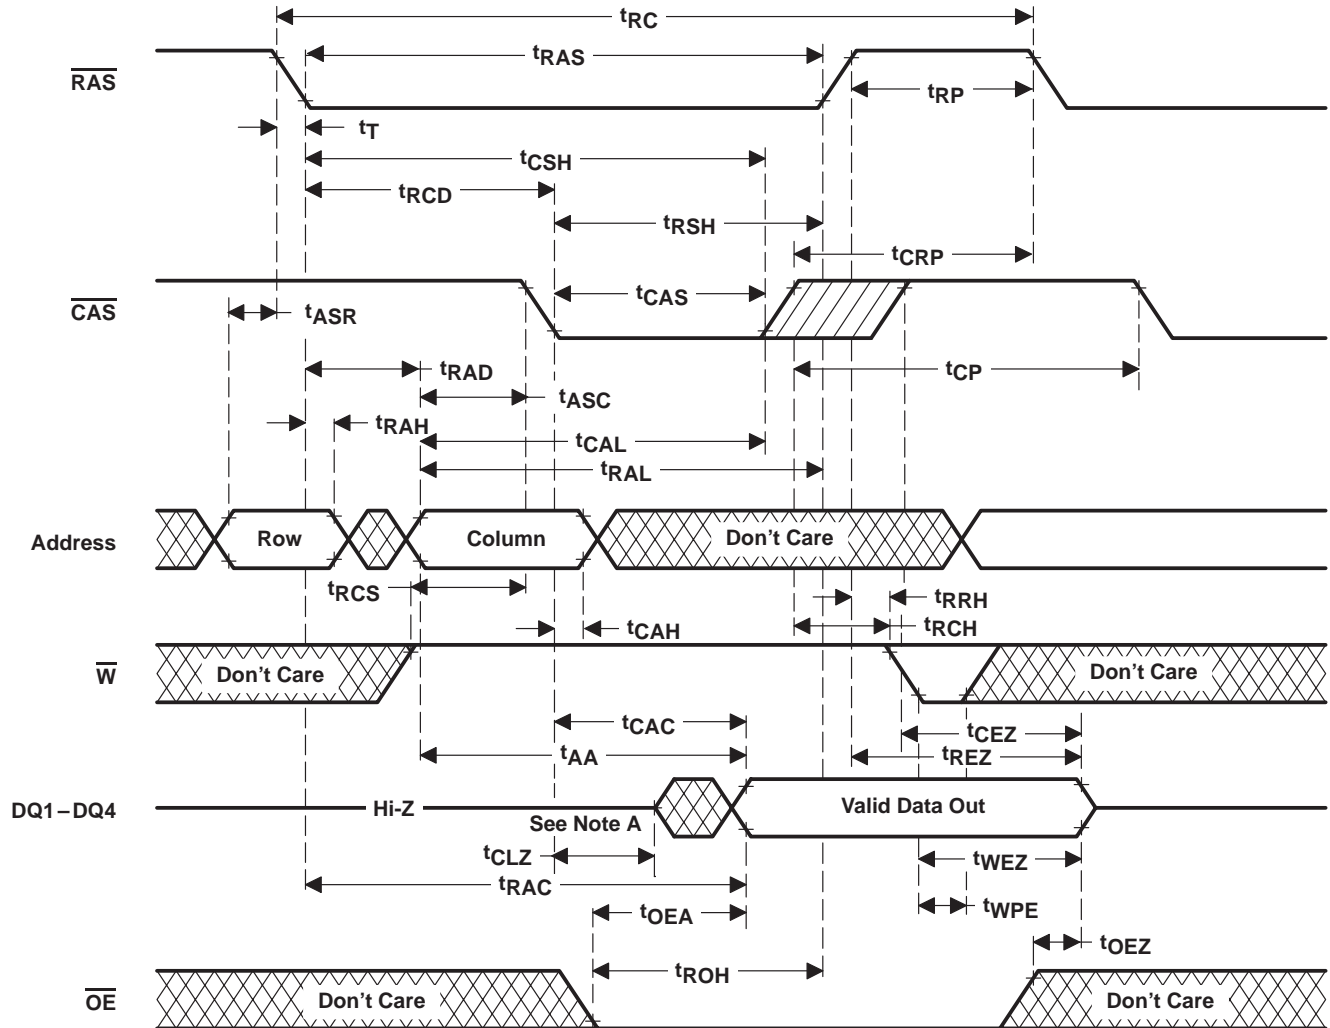 tRC
tRAS
RAS
tRP
tT
tCSH
tRCD
tRSH
tCRP
tCAS
CAS
tASR
tRAD
tCP
tASC
tRAH
tCAL
tRAL
Address
Row
Column
Don't Care
tRCS
tRRH
tCAH
tRCH
W
Don't Care
Don't Care
tCAC
tCEZ
tAA
tREZ
DQ1–DQ4
Hi-Z
Valid Data Out
See Note A
tCLZ
tWEZ
tRAC
tOEA
tWPE
tOEZ
tROH
OE
Don't Care
Don't Care